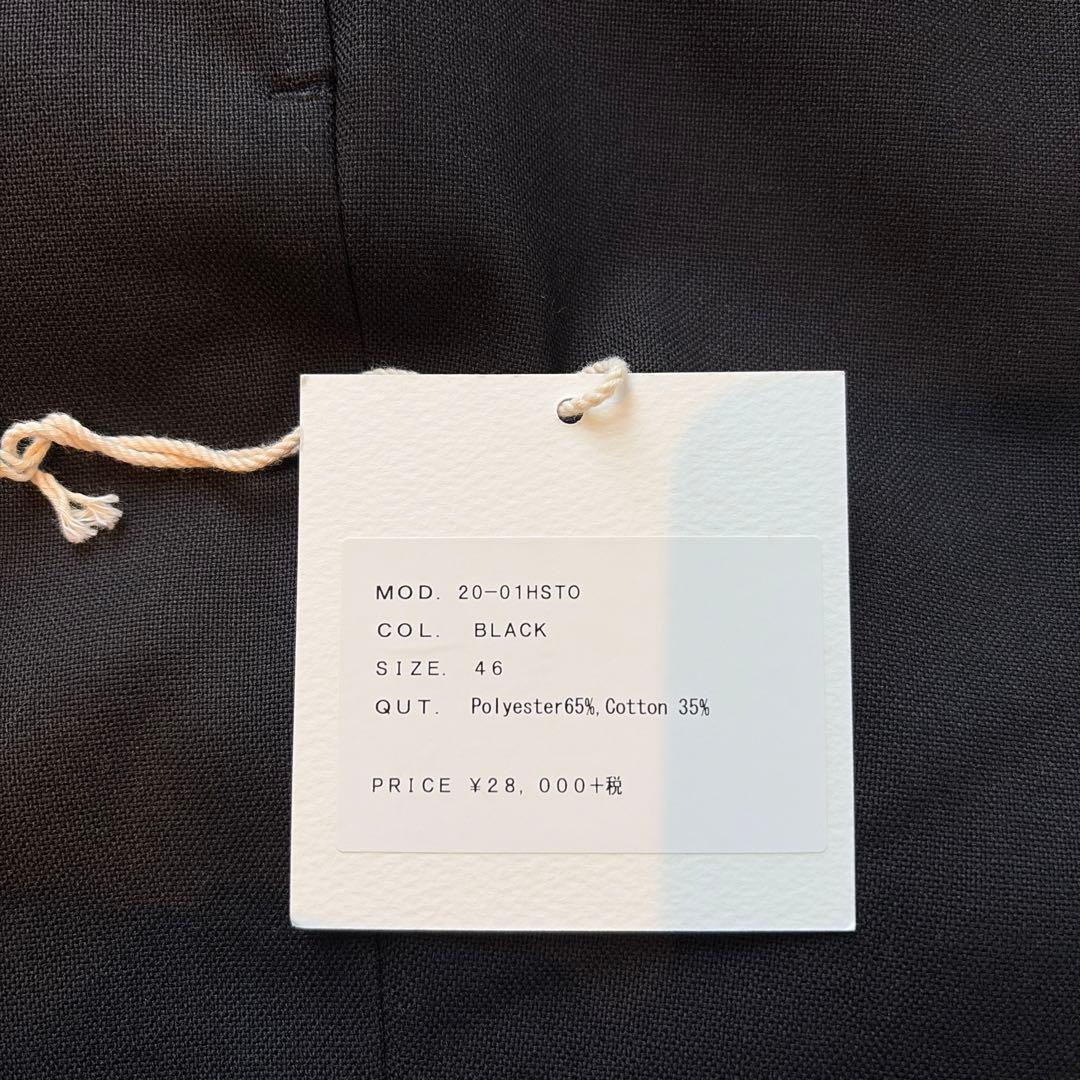 MOD. 20-01HSTO
COL. BLACK
SIZE. 46
QUT. Polyester65%,Cotton 35%
PRICE ¥28,000+税